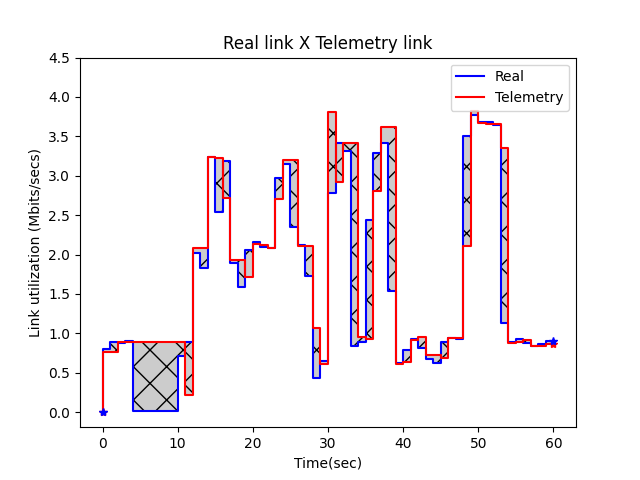 Real link X Telemetry link
Real
Telemetry
Link utilization (Mbits/secs)
4.5
4.0
3.5
3.0
2.5
2.0
1.5
1.0
0.5
0.0
0 10 20 30 40 50 60
Time(sec)